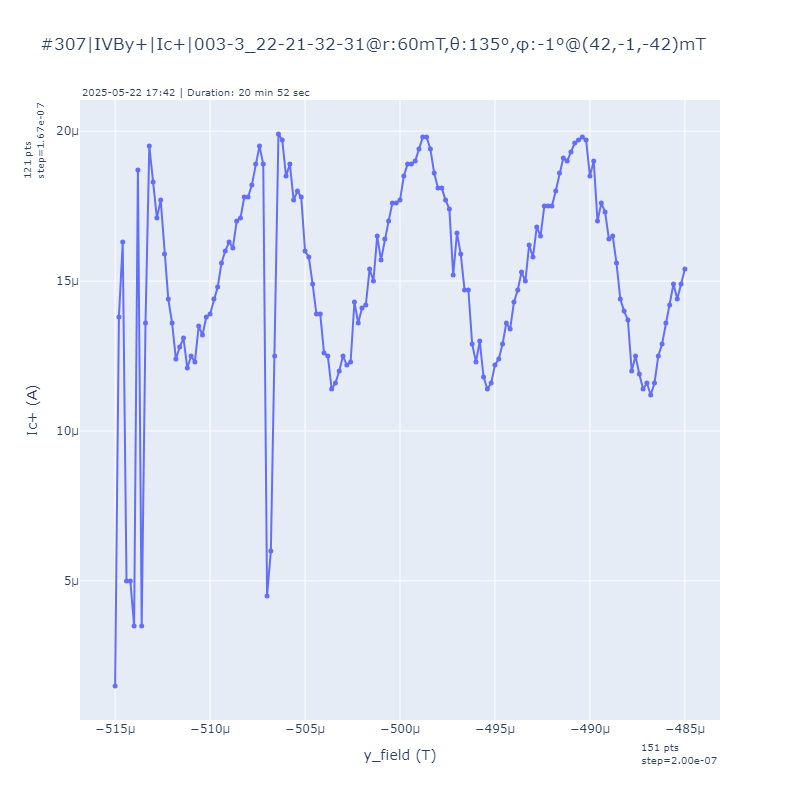 #307|IVBy+|Ic+|003-3_22-21-32-31@r:60mT,θ:135°,φ:-1°@(42,-1,-42)mT
2025-05-22 17:42 | Duration: 20 min 52 sec
121 pts
step=1.67e-07
20μ
15μ
10μ
5μ
Ic+ (A)
−515μ −510μ −505μ −500μ −495μ −490μ −485μ
y_field (T)
151 pts
step=2.00e-07